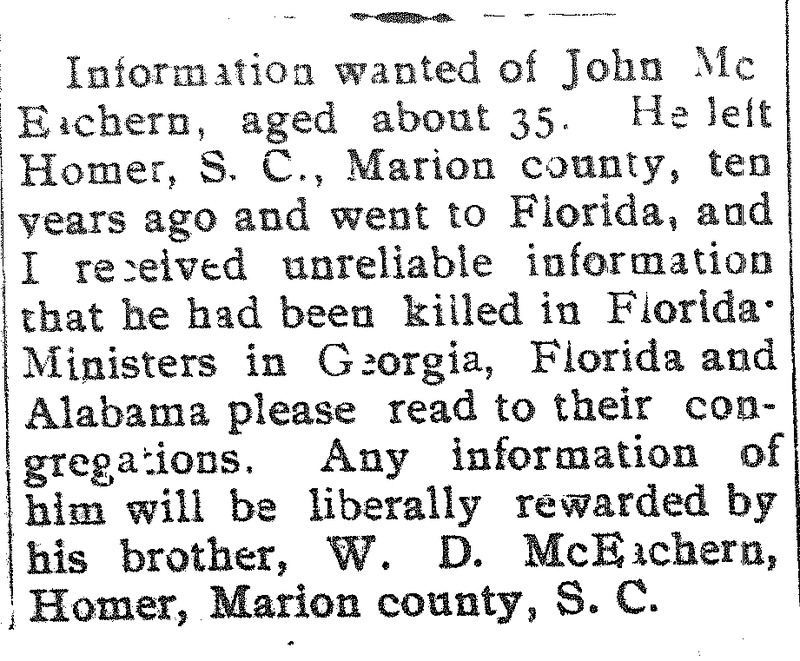 Information wanted of John Mc
Eachern, aged about 35. He left
Homer, S. C., Marion county, ten
years ago and went to Florida, and
I received unreliable information
that he had been killed in Florida·
Ministers in Georgia, Florida and
Alabama please read to their con-
gregations. Any information of
him will be liberally rewarded by
his brother, W. D. McEachern,
Homer, Marion county, S. C.